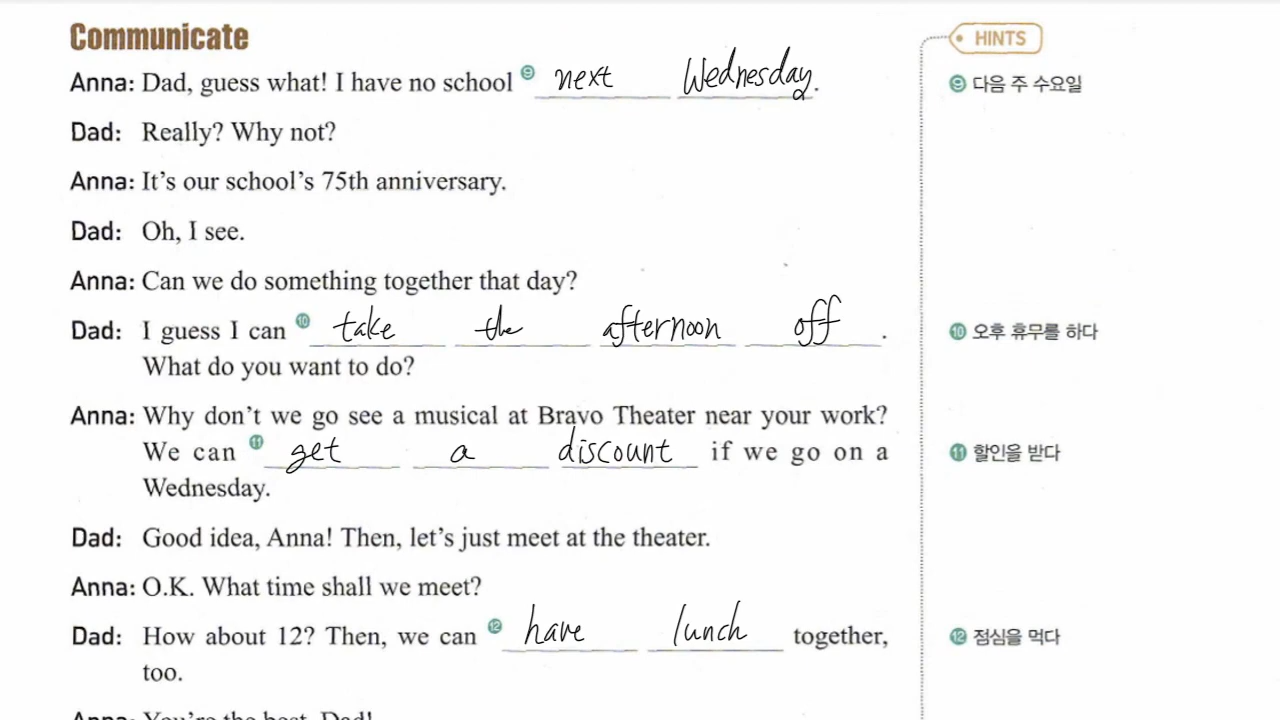 Communicate
HINTS
Anna: Dad, guess what! I have no school ⑨ next Wednesday.
⑨ 다음 주 수요일
Dad: Really? Why not?
Anna: It's our school's 75th anniversary.
Dad: Oh, I see.
Anna: Can we do something together that day?
Dad: I guess I can ⑩ take the afternoon off.
⑩ 오후 휴무를 하다
What do you want to do?
Anna: Why don't we go see a musical at Bravo Theater near your work?
We can ⑪ get a discount if we go on a
⑪ 할인을 받다
Wednesday.
Dad: Good idea, Anna! Then, let's just meet at the theater.
Anna: O.K. What time shall we meet?
Dad: How about 12? Then, we can ⑫ have lunch together,
⑫ 점심을 먹다
too.
Anna: You're the best, Dad!